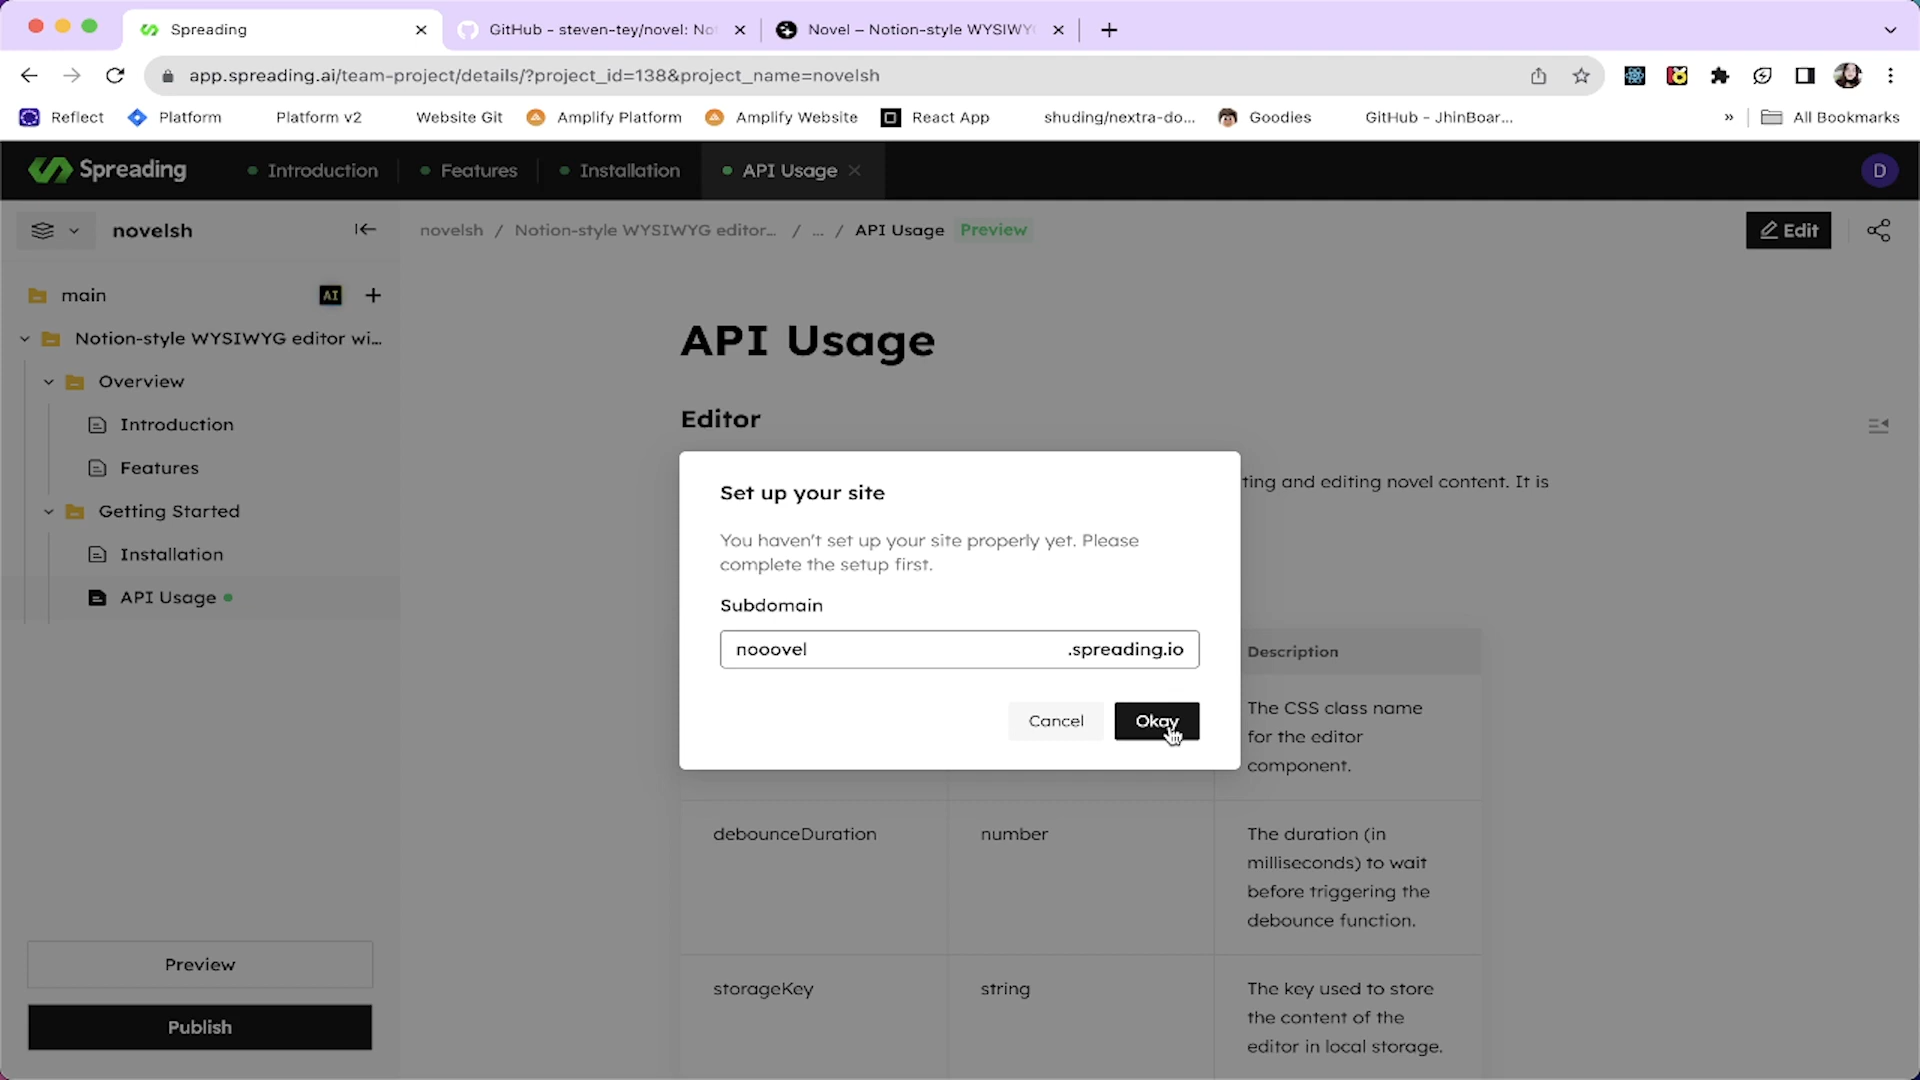 Spreading
GitHub - steven-tey/novel: No
Novel – Notion-style WYSIWY
app.spreading.ai/team-project/details/?project_id=138&project_name=novelsh
Reflect
Platform
Platform v2
Website Git
Amplify Platform
Amplify Website
React App
shuding/nextra-do...
Goodies
GitHub - JhinBoar...
»
All Bookmarks
Spreading
Introduction
Features
Installation
API Usage
D
novelsh
novelsh / Notion-style WYSIWYG editor... / ... / API Usage Preview
Edit
main
AI
Notion-style WYSIWYG editor wi...
Overview
Introduction
Features
Getting Started
Installation
API Usage
Preview
Publish
API Usage
Editor
ting and editing novel content. It is
Set up your site
You haven't set up your site properly yet. Please
complete the setup first.
Subdomain
nooovel .spreading.io
Cancel
Okay
Description
The CSS class name
for the editor
component.
debounceDuration
number
The duration (in
milliseconds) to wait
before triggering the
debounce function.
storageKey
string
The key used to store
the content of the
editor in local storage.